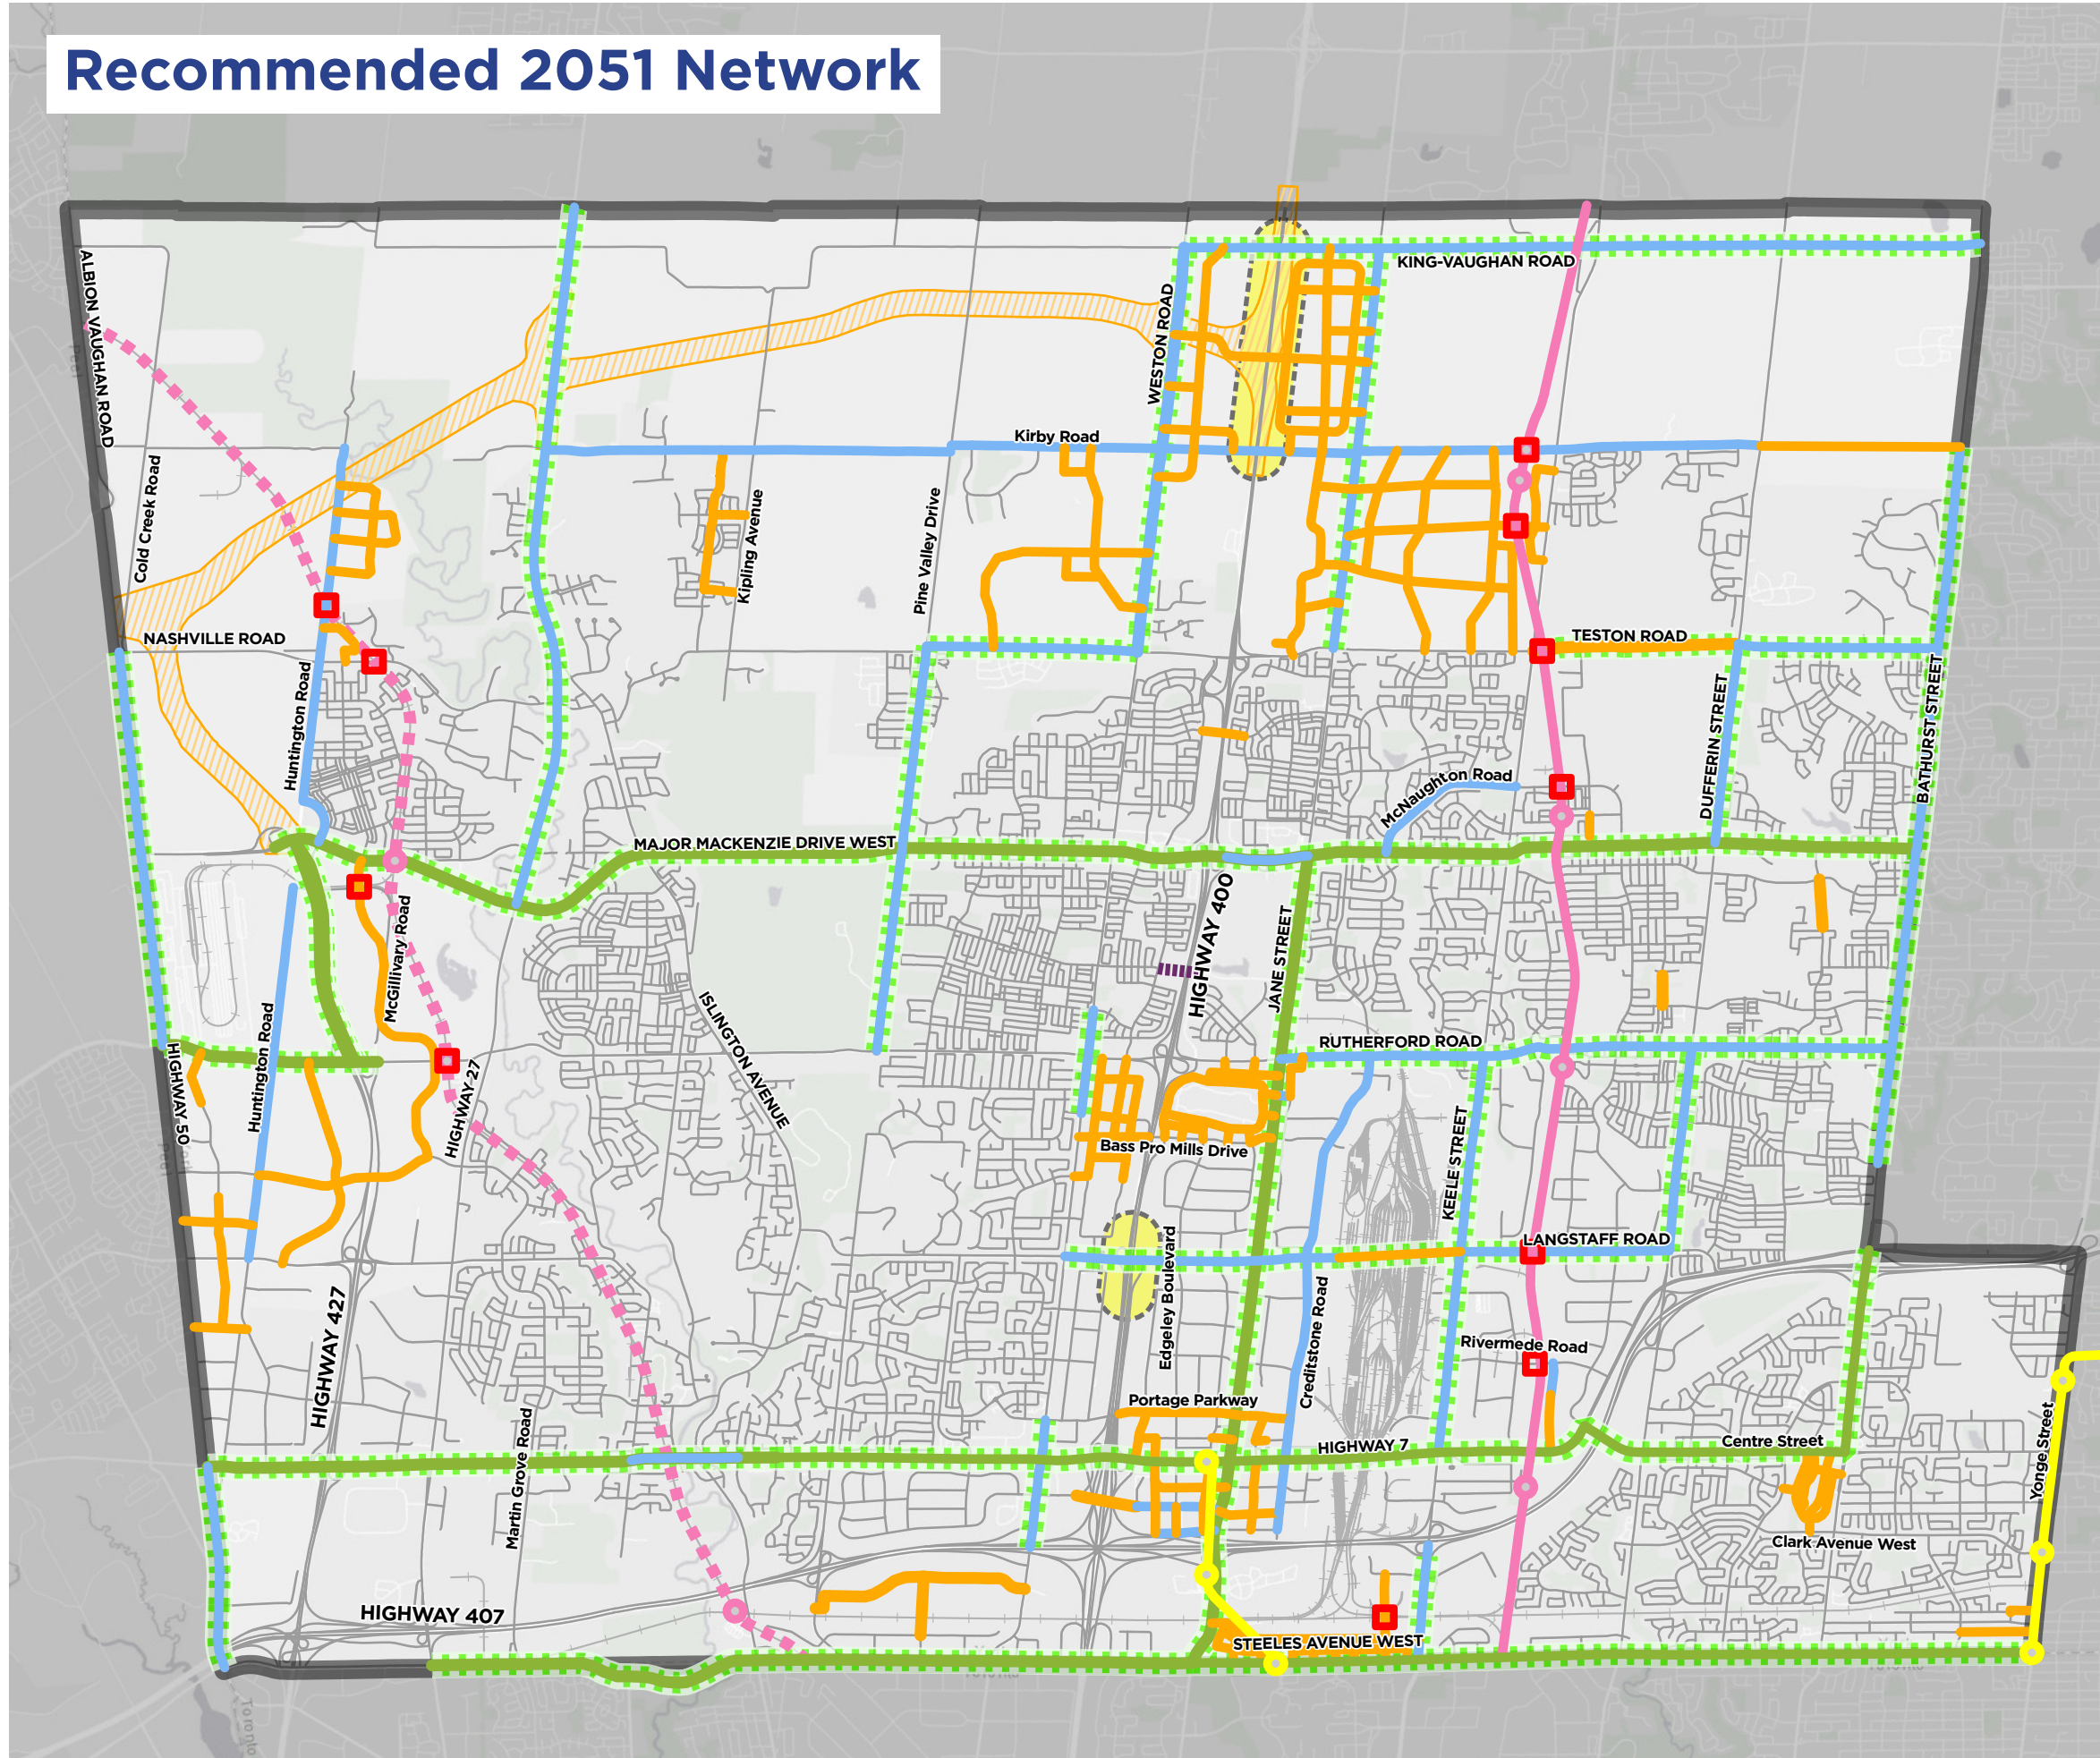 Recommended 2051 Network
KING-VAUGHAN ROAD
ALBION VAUGHAN ROAD
WESTON ROAD
Kirby Road
Cold Creek Road
Kipling Avenue
Pine Valley Drive
NASHVILLE ROAD
TESTON ROAD
Huntington Road
DUFFERIN STREET
BATHURST STREET
McNaughton Road
MAJOR MACKENZIE DRIVE WEST
HIGHWAY 400
JANE STREET
McGillivary Road
ISLINGTON AVENUE
Huntington Road
RUTHERFORD ROAD
HIGHWAY 50
HIGHWAY 27
KEELE STREET
Bass Pro Mills Drive
LANGSTAFF ROAD
Edgeley Boulevard
HIGHWAY 427
Creditstone Road
Rivermede Road
Portage Parkway
Martin Grove Road
HIGHWAY 7
Centre Street
Yonge Street
Clark Avenue West
HIGHWAY 407
STEELES AVENUE WEST
Peel
Toronto